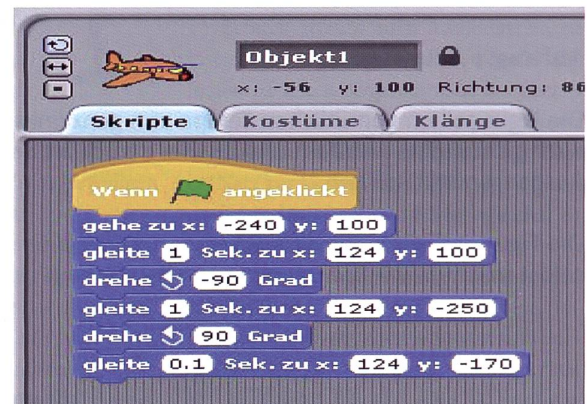 Objekt1
x: -56 y: 100 Richtung: 86
Skripte Kostüme Klänge
Wenn angeklickt
gehe zu x: -240 y: 100
gleite 1 Sek. zu x: 124 y: 100
drehe -90 Grad
gleite 1 Sek. zu x: 124 y: -250
drehe 90 Grad
gleite 0.1 Sek. zu x: 124 y: -170